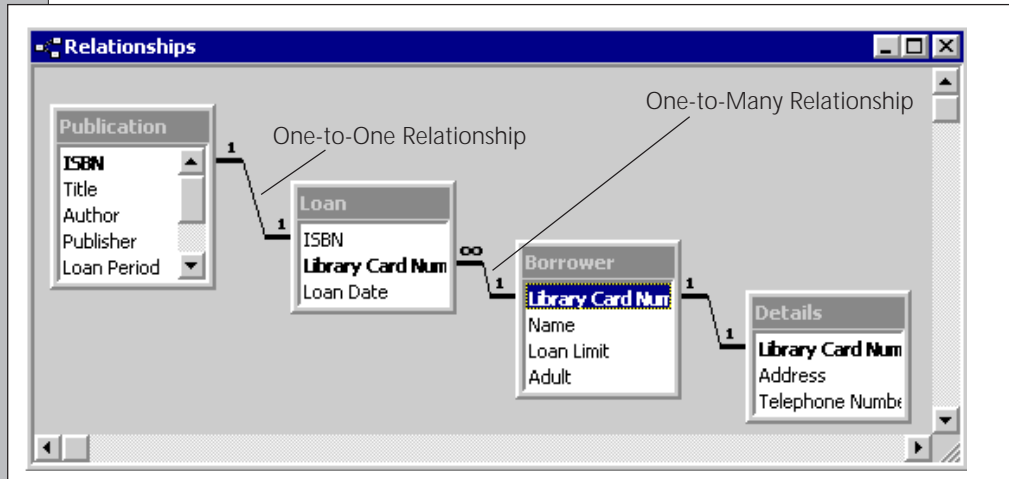 Relationships
One-to-Many Relationship
One-to-One Relationship
Publication
1
ISBN
Title
Author
Publisher
Loan Period
Loan
1
ISBN
Library Card Num
Loan Date
∞
Borrower
1
Library Card Num
Name
Loan Limit
Adult
1
Details
1
Library Card Num
Address
Telephone Numbe